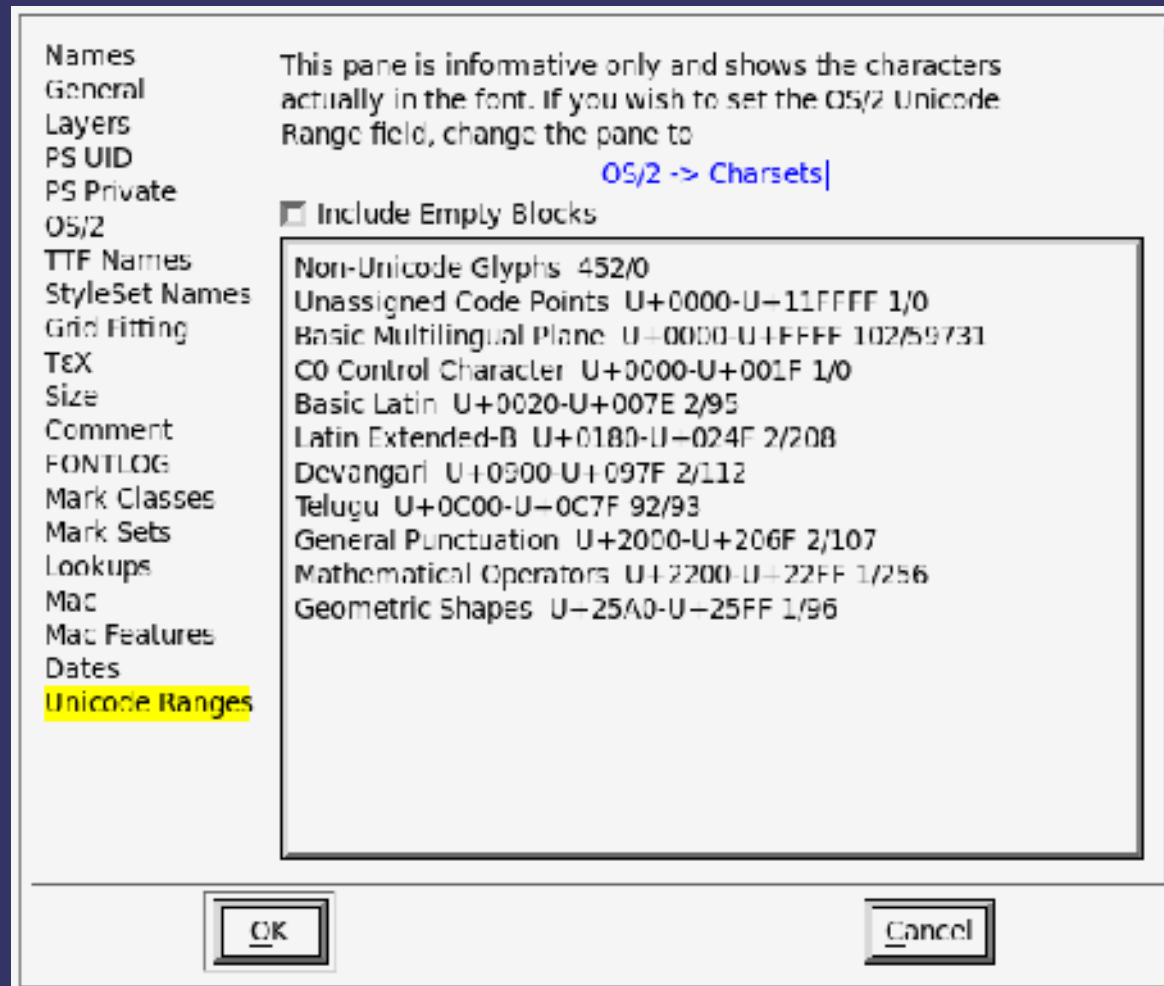 Names
General
Layers
PS UID
PS Private
OS/2
TTF Names
StyleSet Names
Grid Fitting
TεX
Size
Comment
FONTLOG
Mark Classes
Mark Sets
Lookups
Mac
Mac Features
Dates
Unicode Ranges
This pane is informative only and shows the characters
actually in the font. If you wish to set the OS/2 Unicode
Range field, change the pane to
OS/2 -> Charsets
Include Empty Blocks
Non-Unicode Glyphs 452/0
Unassigned Code Points U+0000-U+11FFFF 1/0
Basic Multilingual Plane U+0000-U+FFFF 102/59731
C0 Control Character U+0000-U+001F 1/0
Basic Latin U+0020-U+007E 2/95
Latin Extended-B U+0180-U+024F 2/208
Devangari U+0900-U+097F 2/112
Telugu U+0C00-U+0C7F 92/93
General Punctuation U+2000-U+206F 2/107
Mathematical Operators U+2200-U+22FF 1/256
Geometric Shapes U+25A0-U+25FF 1/96
OK
Cancel